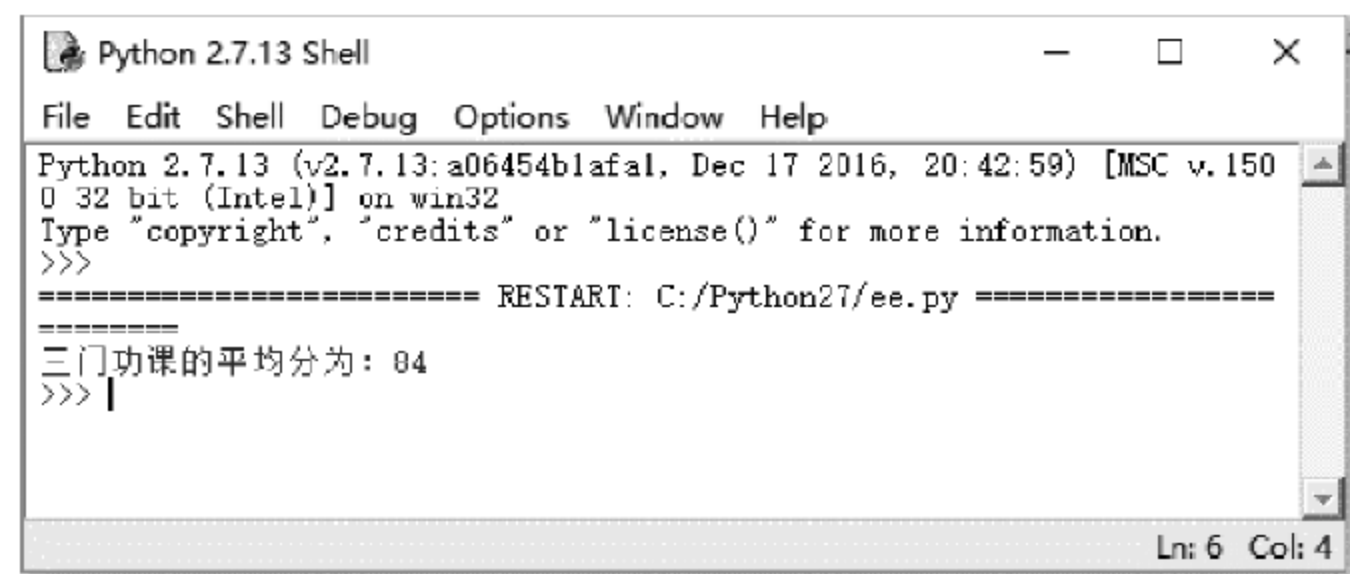 Python 2.7.13 Shell
File Edit Shell Debug Options Window Help
Python 2.7.13 (v2.7.13:a06454b1afa1, Dec 17 2016, 20:42:59) [MSC v.150
0 32 bit (Intel)] on win32
Type "copyright", "credits" or "license()" for more information.
>>>
========================= RESTART: C:/Python27/ee.py =================
========
三门功课的平均分为：84
>>>
Ln: 6 Col: 4